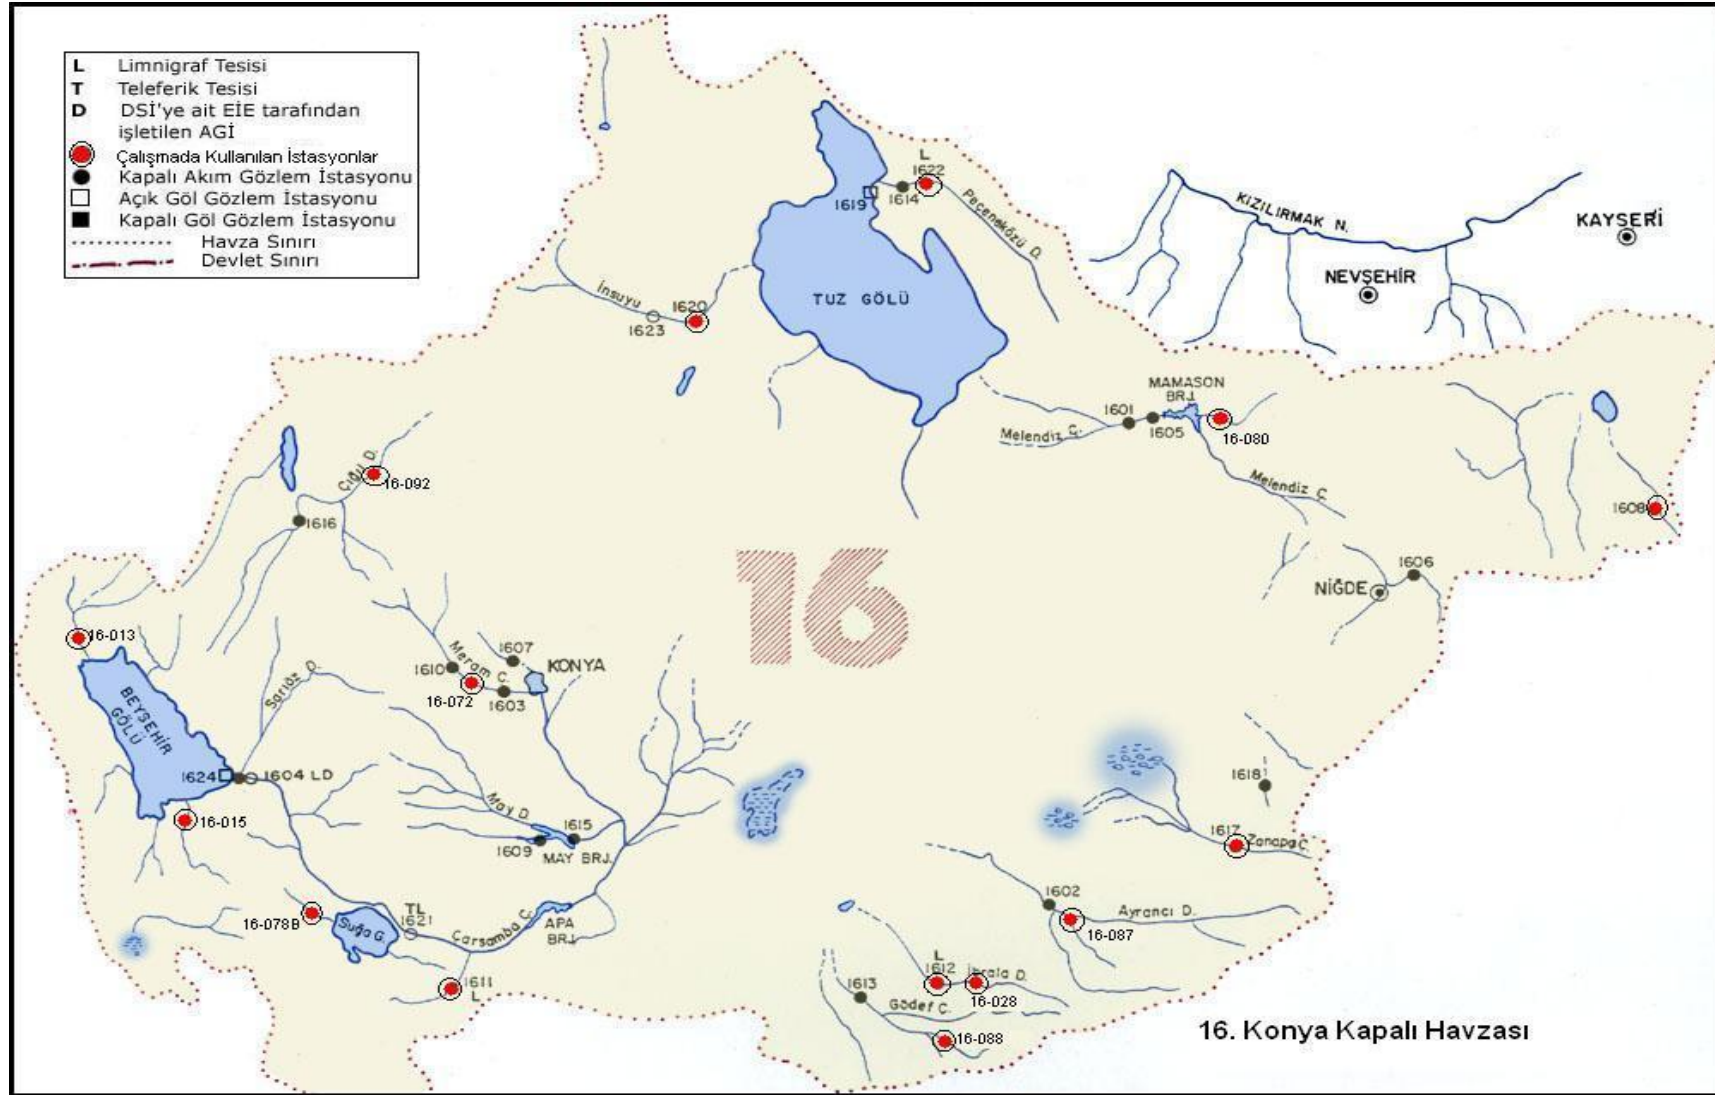 L Limnigraf Tesisi
T Teleferik Tesisi
D DSİ'ye ait EİE tarafından
işletilen AGİ
Çalışmada Kullanılan İstasyonlar
Kapalı Akım Gözlem İstasyonu
Açık Göl Gözlem İstasyonu
Kapalı Göl Gözlem İstasyonu
Havza Sınırı
Devlet Sınırı
L
1622
1614
1619
Peçeneközü D.
KIZILIRMAK N.
KAYSERİ
NEVŞEHİR
TUZ GÖLÜ
İnsuyu
1620
1623
MAMASON
BRJ.
1601
1605
16-080
Melendiz Ç.
Melendiz Ç.
Çığıl D.
16-092
1616
1608
16
1606
NİĞDE
16-013
1607
Meram Ç.
1610
KONYA
16-072
1603
Sarıöz D.
BEYŞEHİR
GÖLÜ
1624
1604 LD
1618
May D.
16-015
1615
1609
MAY BRJ.
1617
Zanapa Ç.
1602
Ayrancı D.
16-087
TL
1621
16-078B
Suğa G.
Çarşamba Ç.
APA
BRJ.
L
1612
İbrala D.
1611
L
1613
16-028
Gödet Ç.
16-088
16. Konya Kapalı Havzası